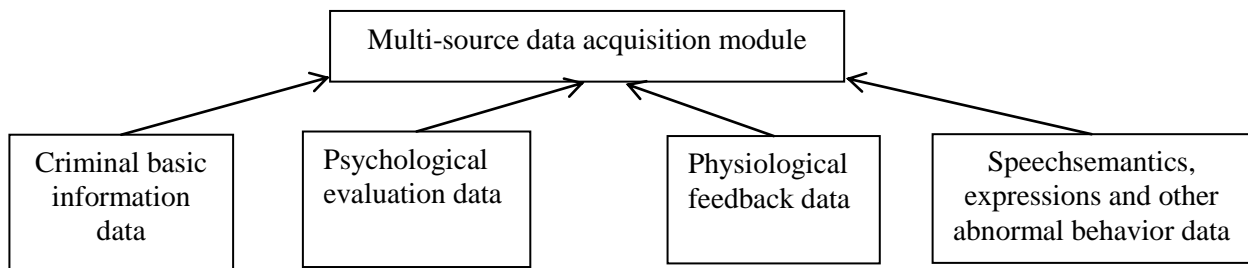 Multi-source data acquisition module
Criminal basic
information
data
Psychological
evaluation data
Physiological
feedback data
Speechsemantics,
expressions and other
abnormal behavior data